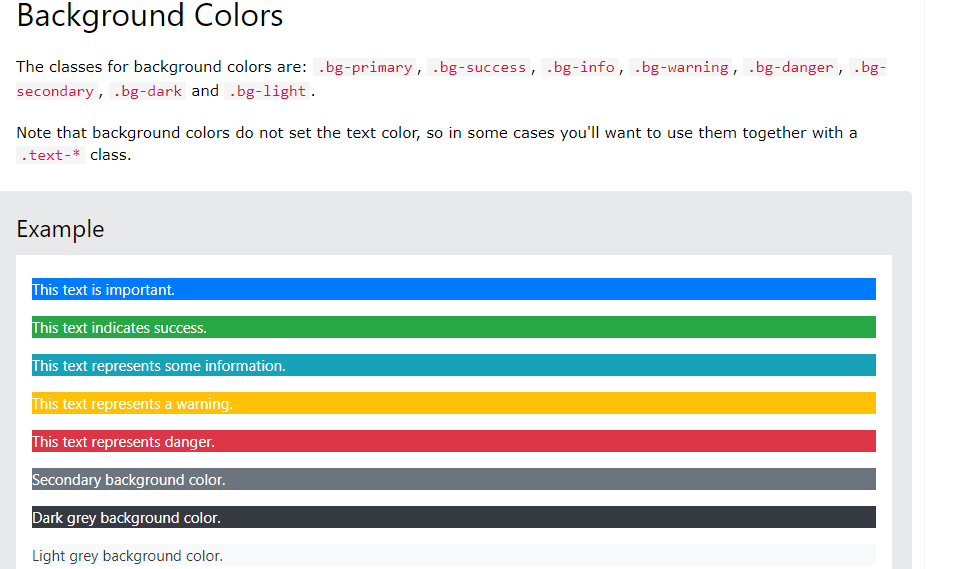 Background Colors
The classes for background colors are: .bg-primary, .bg-success, .bg-info, .bg-warning, .bg-danger, .bg-
secondary, .bg-dark and .bg-light.
Note that background colors do not set the text color, so in some cases you'll want to use them together with a
.text-* class.
Example
This text is important.
This text indicates success.
This text represents some information.
This text represents a warning.
This text represents danger.
Secondary background color.
Dark grey background color.
Light grey background color.